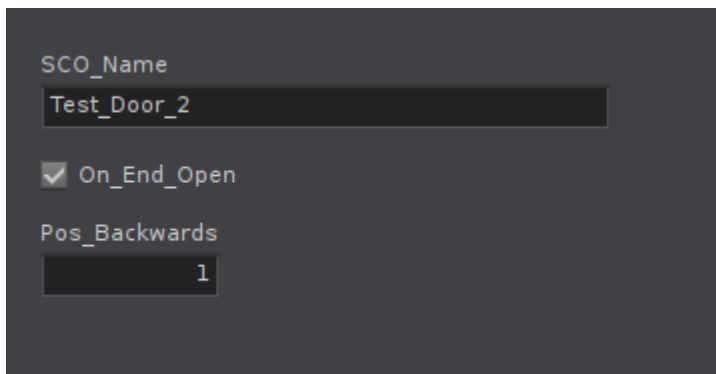 SCO_Name
Test_Door_2
On_End_Open
Pos_Backwards
1